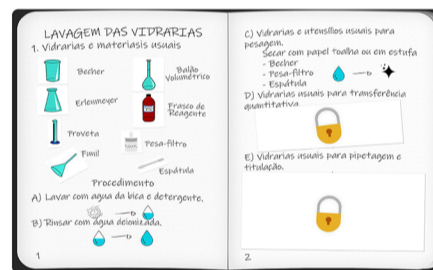 LAVAGEM DAS VIDRARIAS
1. Vidrarias e materiasis usuais
Becher
Balão
Volumétrico
Erlenmeyer
Frasco de
Reagente
Proveta
Pesa-filtro
Funil
Espátula
Procedimento
A) Lavar com agua da bica e detergente.
B) Rinsar com água deionizada.
1
C) Vidrarias e utensílios usuais para
pesagem.
Secar com papel toalha ou em estufa
- Becher
- Pesa-filtro
- Espátula
D) Vidrarias usuais para transferência
quantitativa
E) Vidrarias usuais para pipetagem e
titulação.
2